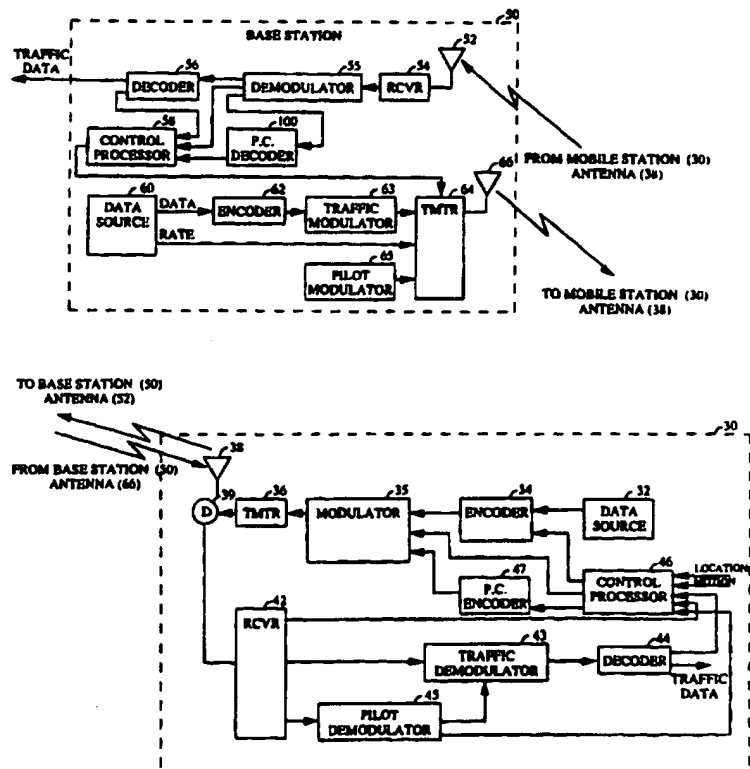 50
BASE STATION
52
TRAFFIC
DATA
56
DECODER
55
DEMODULATOR
54
RCVR
58
CONTROL
PROCESSOR
100
P.C.
DECODER
FROM MOBILE STATION (30)
ANTENNA (38)
66
60
DATA
SOURCE
DATA
62
ENCODER
63
TRAFFIC
MODULATOR
64
TMTR
RATE
65
PILOT
MODULATOR
TO MOBILE STATION (30)
ANTENNA (38)
TO BASE STATION (50)
ANTENNA (52)
30
FROM BASE STATION (50)
ANTENNA (66)
38
39
D
36
TMTR
35
MODULATOR
34
ENCODER
32
DATA
SOURCE
47
P.C.
ENCODER
46
CONTROL
PROCESSOR
LOCATION
MOTION
42
RCVR
43
TRAFFIC
DEMODULATOR
44
DECODER
TRAFFIC
DATA
45
PILOT
DEMODULATOR